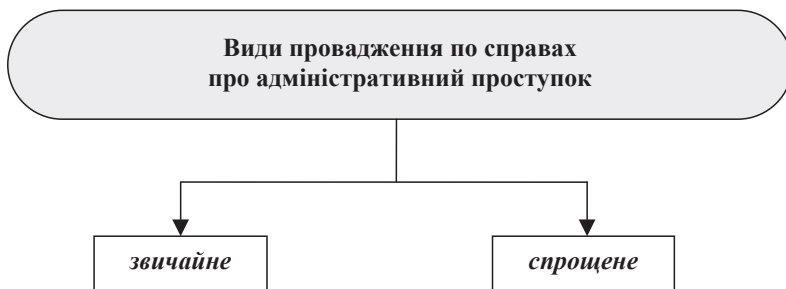 Види провадження по справах
про адміністративний проступок
звичайне
спрощене